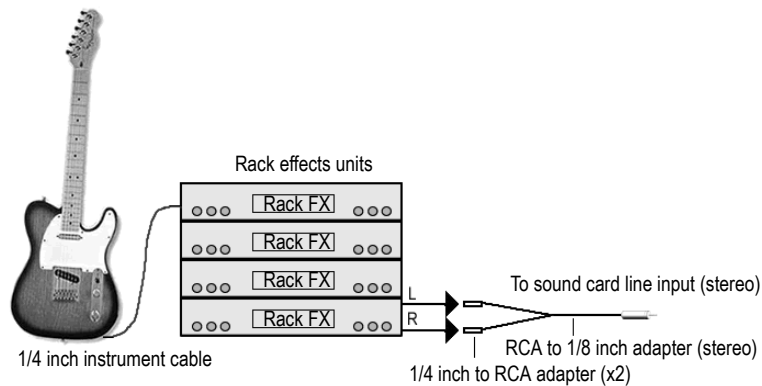 Rack effects units
Rack FX
Rack FX
Rack FX
Rack FX
L
R
To sound card line input (stereo)
1/4 inch instrument cable
RCA to 1/8 inch adapter (stereo)
1/4 inch to RCA adapter (x2)